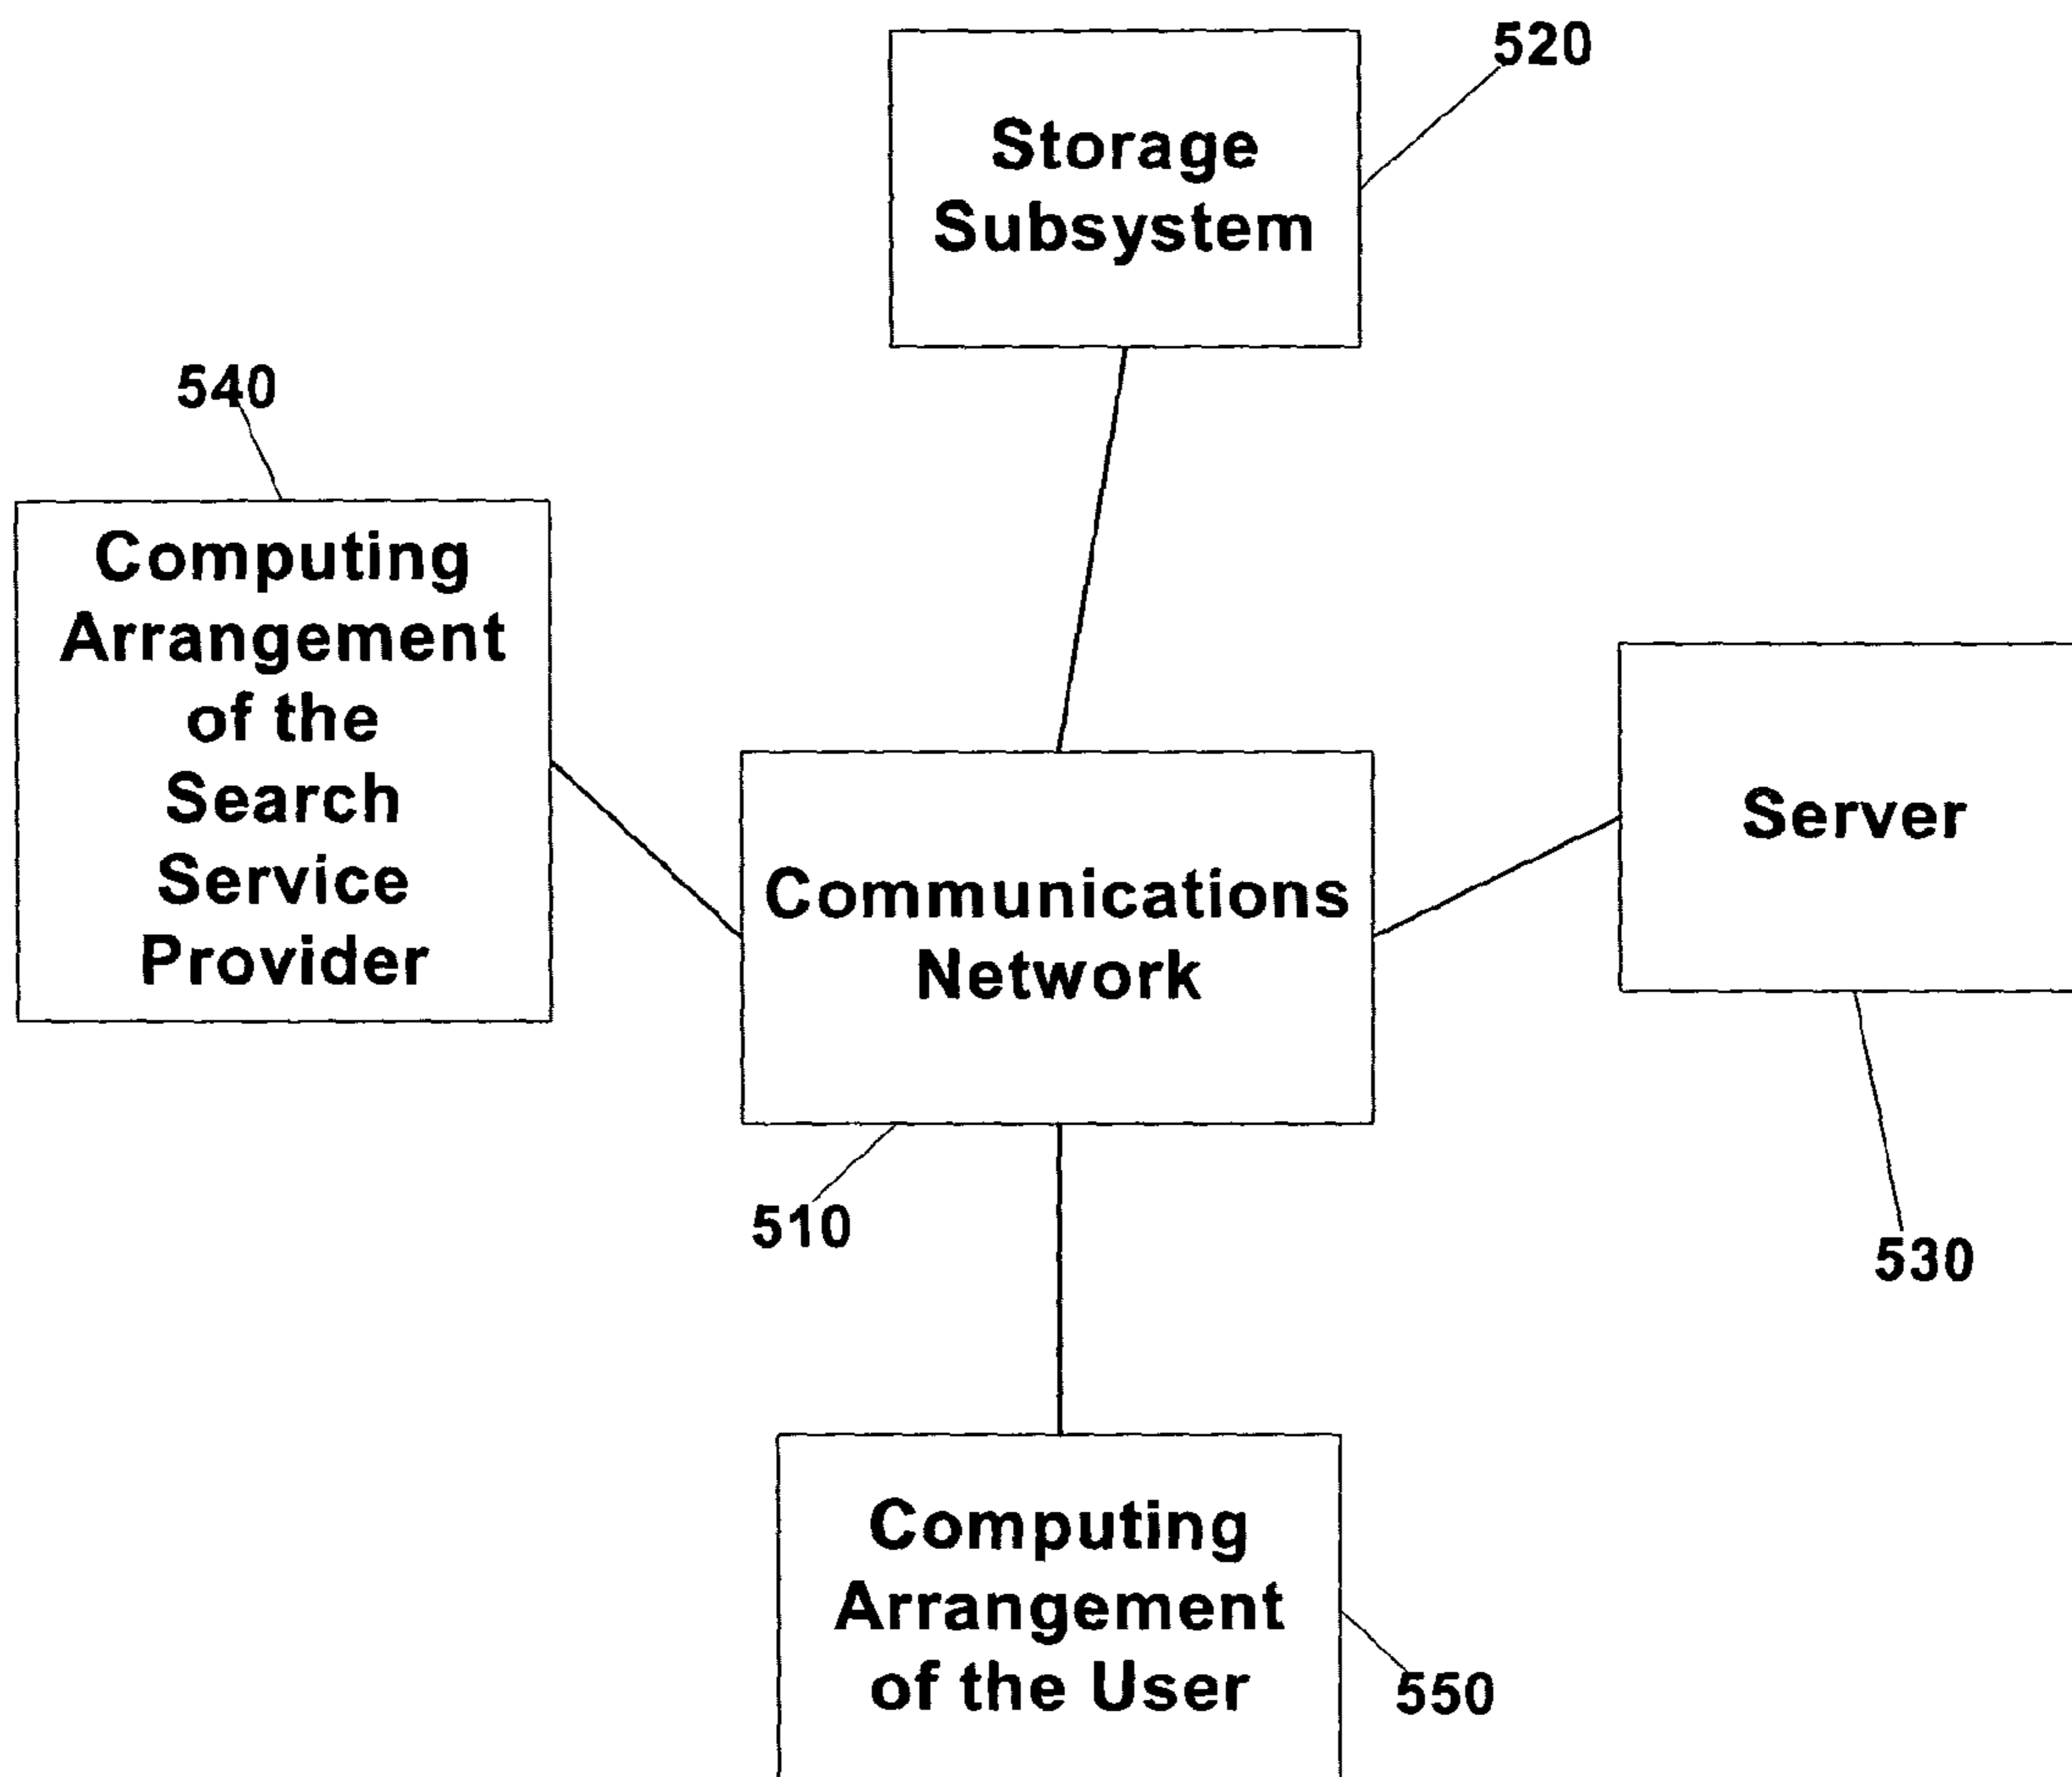 520
Storage
Subsystem
540
Computing
Arrangement
of the
Search
Service
Provider
Server
Communications
Network
510
530
Computing
Arrangement
of the User
550